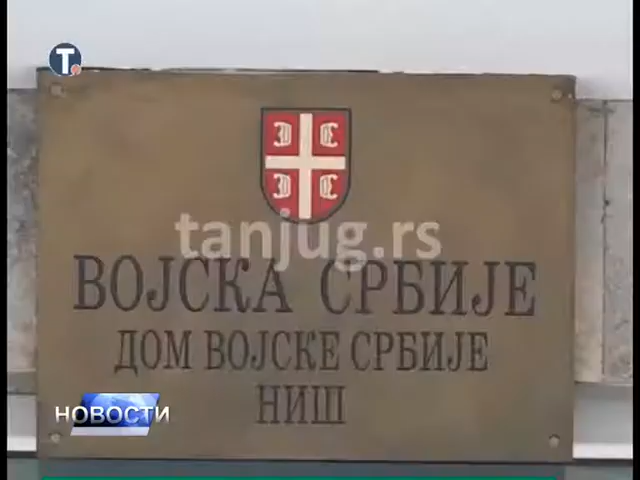 T.
tanjug.rs
ВОЈСКА СРБИЈЕ
ДОМ ВОЈСКЕ СРБИЈЕ
НИШ
НОВОСТИ